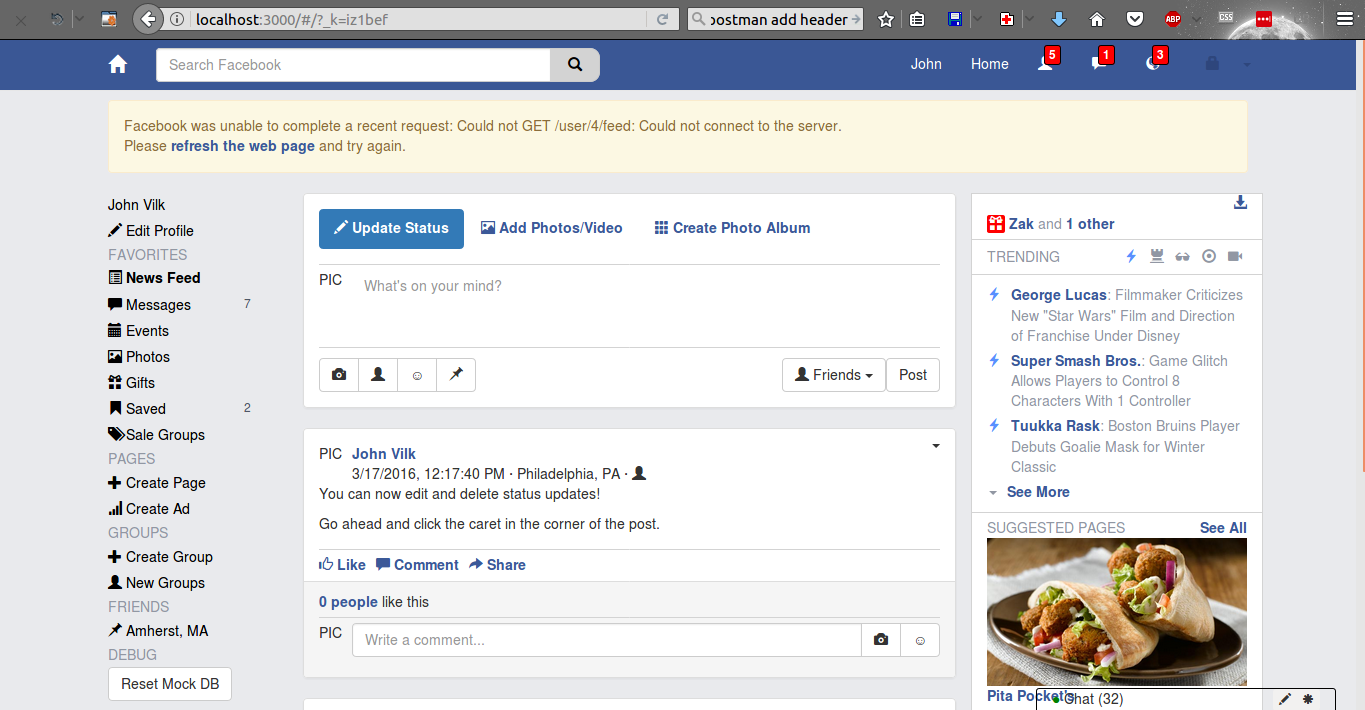 localhost:3000/#/?_k=iz1bef
postman add header
ABP
CSS
Search Facebook
John
Home
5
1
3
Facebook was unable to complete a recent request: Could not GET /user/4/feed: Could not connect to the server.
Please refresh the web page and try again.
John Vilk
Edit Profile
FAVORITES
News Feed
Messages 7
Events
Photos
Gifts
Saved 2
Sale Groups
PAGES
Create Page
Create Ad
GROUPS
Create Group
New Groups
FRIENDS
Amherst, MA
DEBUG
Reset Mock DB
Update Status
Add Photos/Video
Create Photo Album
PIC
What's on your mind?
Friends
Post
PIC
John Vilk
3/17/2016, 12:17:40 PM · Philadelphia, PA ·
You can now edit and delete status updates!
Go ahead and click the caret in the corner of the post.
Like
Comment
Share
0 people like this
PIC
Write a comment...
Zak and 1 other
TRENDING
George Lucas: Filmmaker Criticizes
New "Star Wars" Film and Direction
of Franchise Under Disney
Super Smash Bros.: Game Glitch
Allows Players to Control 8
Characters With 1 Controller
Tuukka Rask: Boston Bruins Player
Debuts Goalie Mask for Winter
Classic
See More
SUGGESTED PAGES
See All
Pita Pocket's
Chat (32)